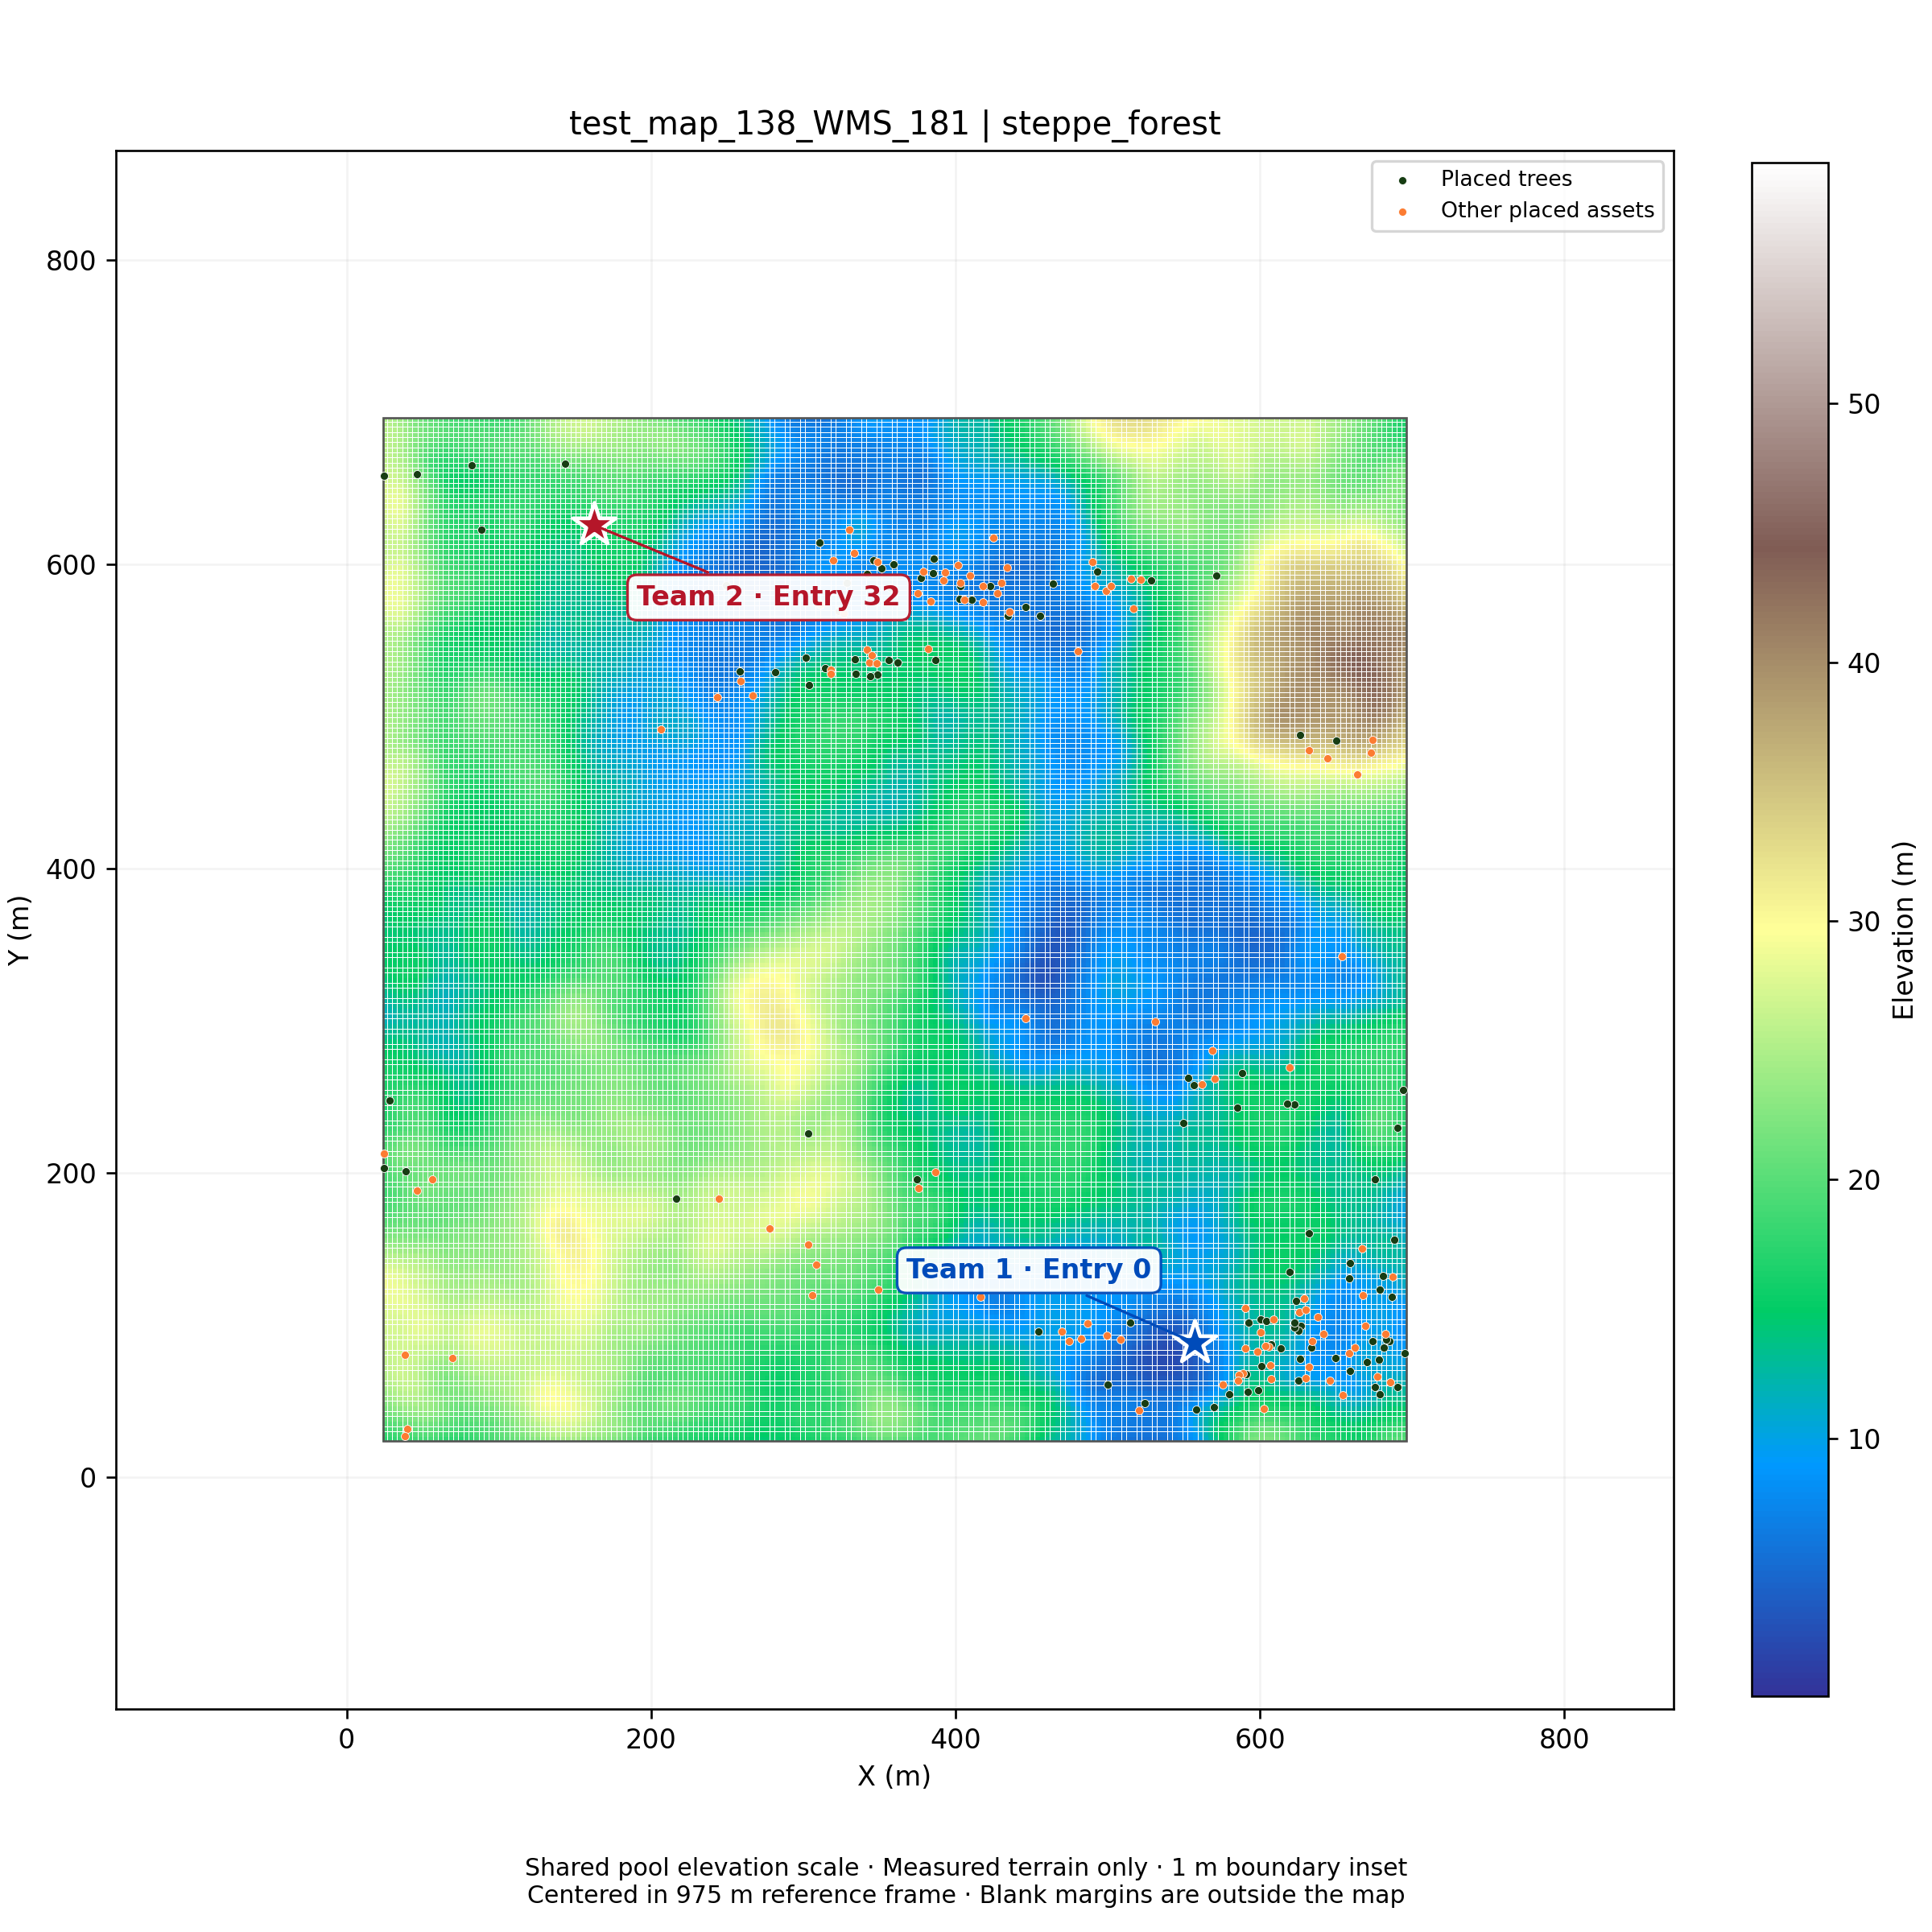 test_map_138_WMS_181 | steppe_forest
Placed trees
Other placed assets
800
600
400
200
0
Y (m)
Team 2 · Entry 32
Team 1 · Entry 0
0
200
400
600
800
X (m)
50
40
30
20
10
Elevation (m)
Shared pool elevation scale · Measured terrain only · 1 m boundary inset
Centered in 975 m reference frame · Blank margins are outside the map